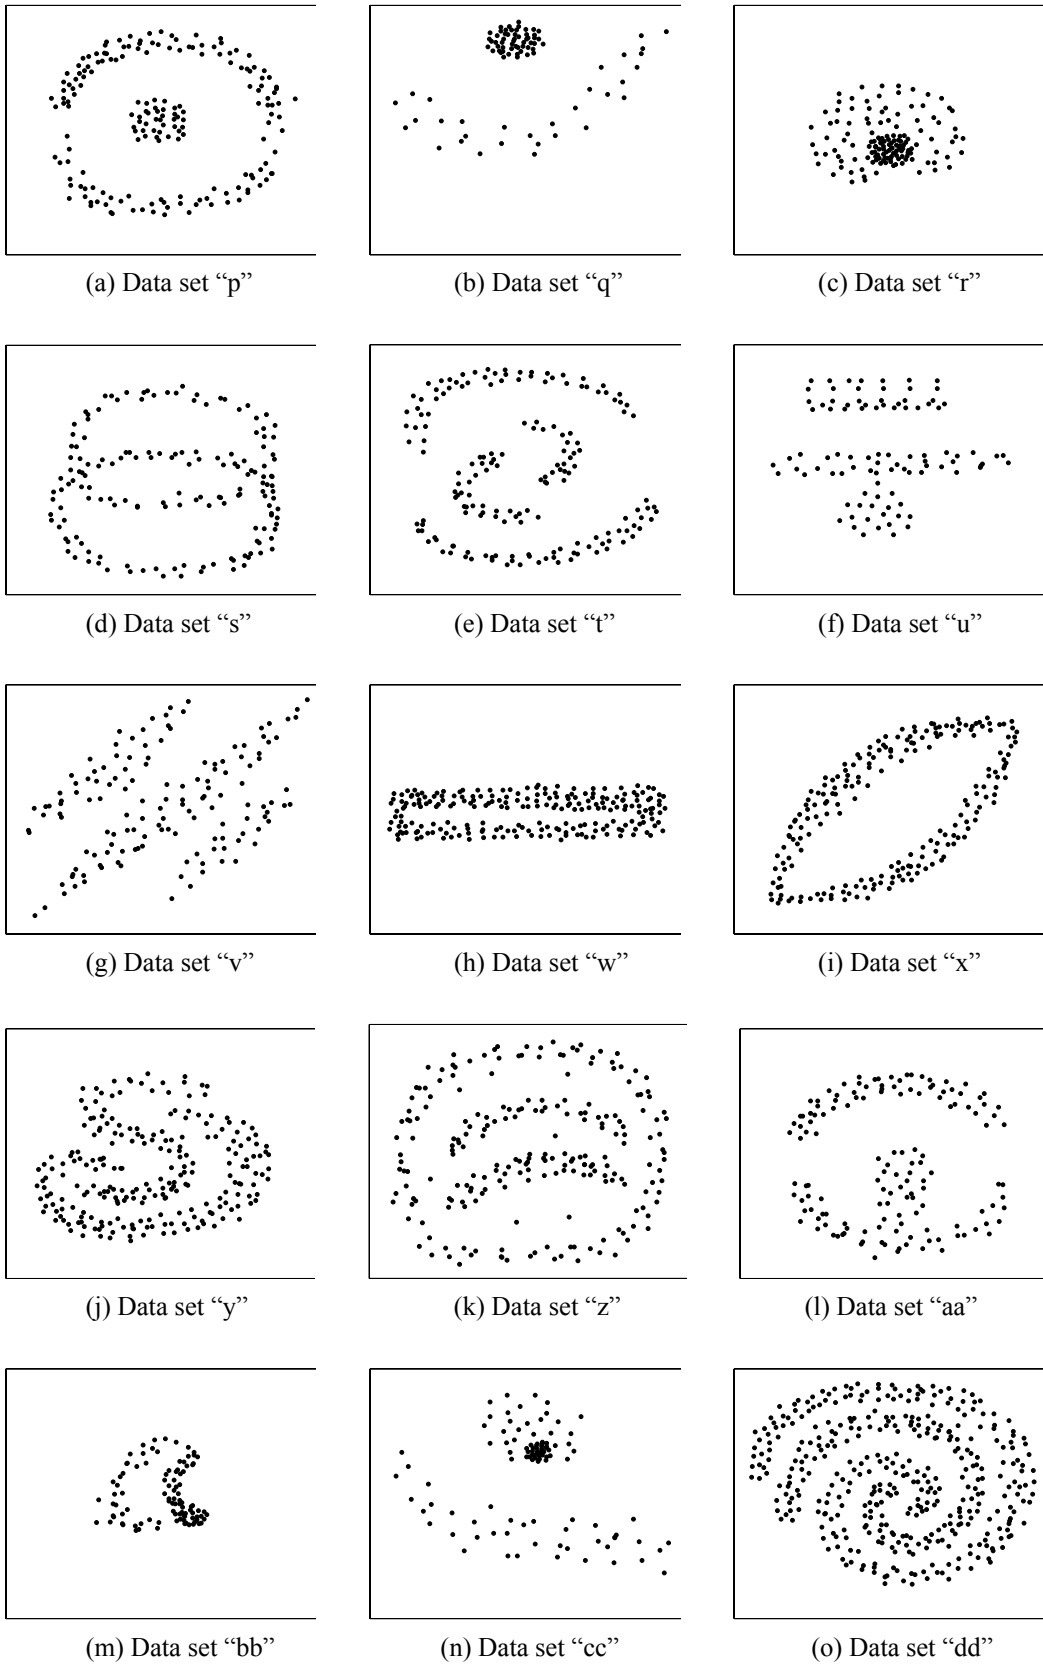 (a) Data set “p”
(b) Data set “q”
(c) Data set “r”
(d) Data set “s”
(e) Data set “t”
(f) Data set “u”
(g) Data set “v”
(h) Data set “w”
(i) Data set “x”
(j) Data set “y”
(k) Data set “z”
(l) Data set “aa”
(m) Data set “bb”
(n) Data set “cc”
(o) Data set “dd”